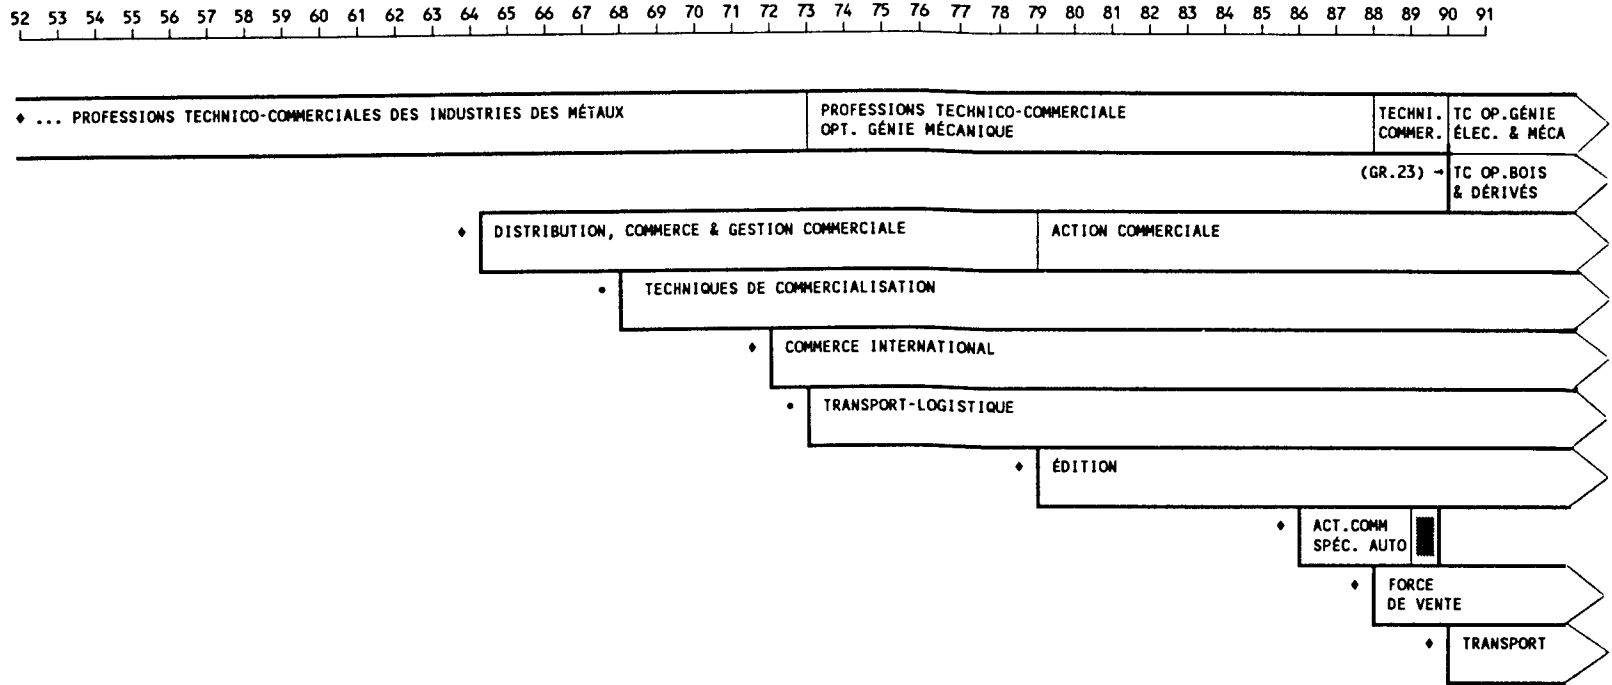 52 53 54 55 56 57 58 59 60 61 62 63 64 65 66 67 68 69 70 71 72 73 74 75 76 77 78 79 80 81 82 83 84 85 86 87 88 89 90 91
♦ ... PROFESSIONS TECHNICO-COMMERCIALES DES INDUSTRIES DES MÉTAUX
PROFESSIONS TECHNICO-COMMERCIALE
OPT. GÉNIE MÉCANIQUE
TECHNI.
COMMER.
TC OP.GÉNIE
ÉLEC. & MÉCA
(GR.23) → TC OP.BOIS
& DÉRIVÉS
♦ DISTRIBUTION, COMMERCE & GESTION COMMERCIALE
ACTION COMMERCIALE
• TECHNIQUES DE COMMERCIALISATION
♦ COMMERCE INTERNATIONAL
• TRANSPORT-LOGISTIQUE
♦ ÉDITION
♦ ACT.COMM
SPÉC. AUTO
♦ FORCE
DE VENTE
♦ TRANSPORT